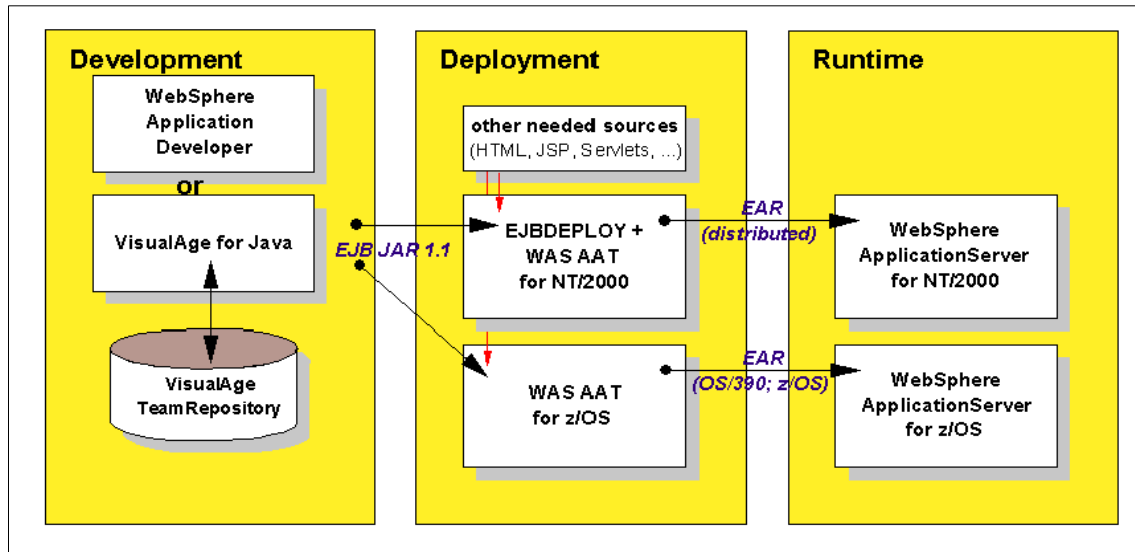 Development
WebSphere
Application
Developer
or
VisualAge for Java
VisualAge
TeamRepository
EJB JAR 1.1
Deployment
other needed sources
(HTML, JSP, Servlets, ...)
EJBDEPLOY +
WAS AAT
for NT/2000
WAS AAT
for z/OS
EAR
(distributed)
EAR
(OS/390; z/OS)
Runtime
WebSphere
ApplicationServer
for NT/2000
WebSphere
ApplicationServer
for z/OS